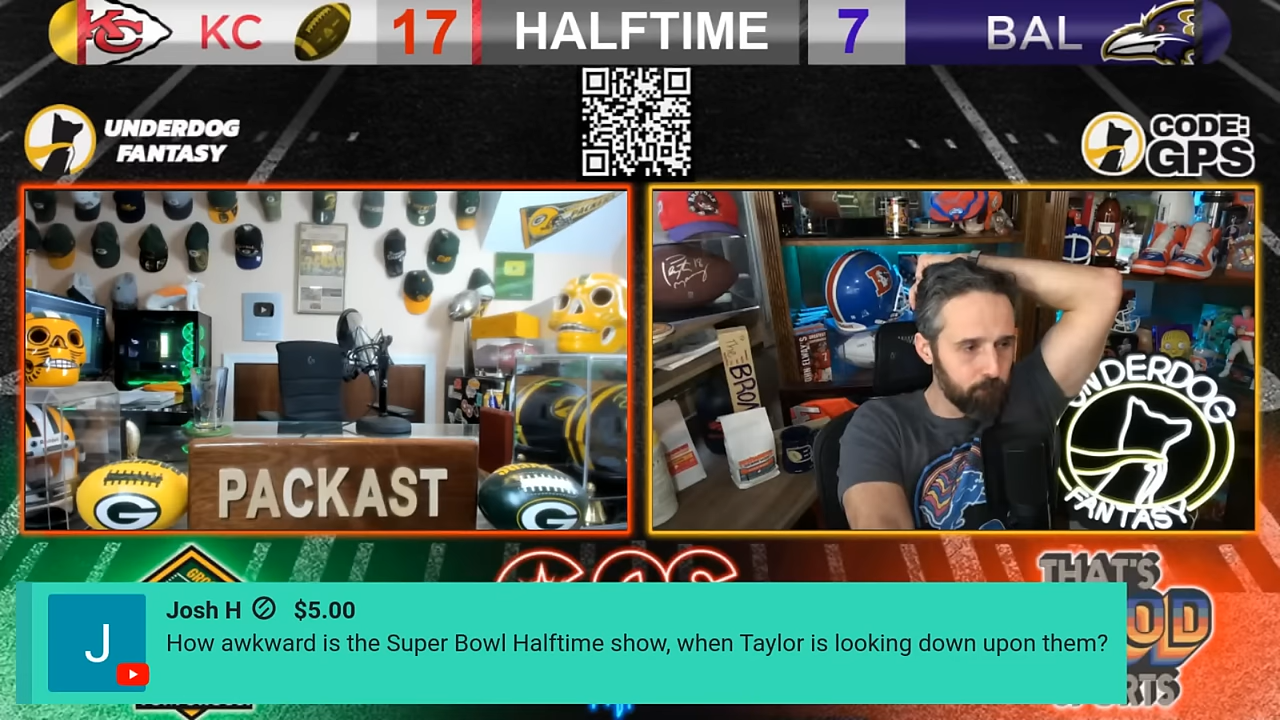 KC 17 HALFTIME 7 BAL
UNDERDOG
FANTASY
CODE:
GPS
PACKAST
G
G
UNDERDOG
FANTASY
THAT'S
Josh H $5.00
J
How awkward is the Super Bowl Halftime show, when Taylor is looking down upon them?